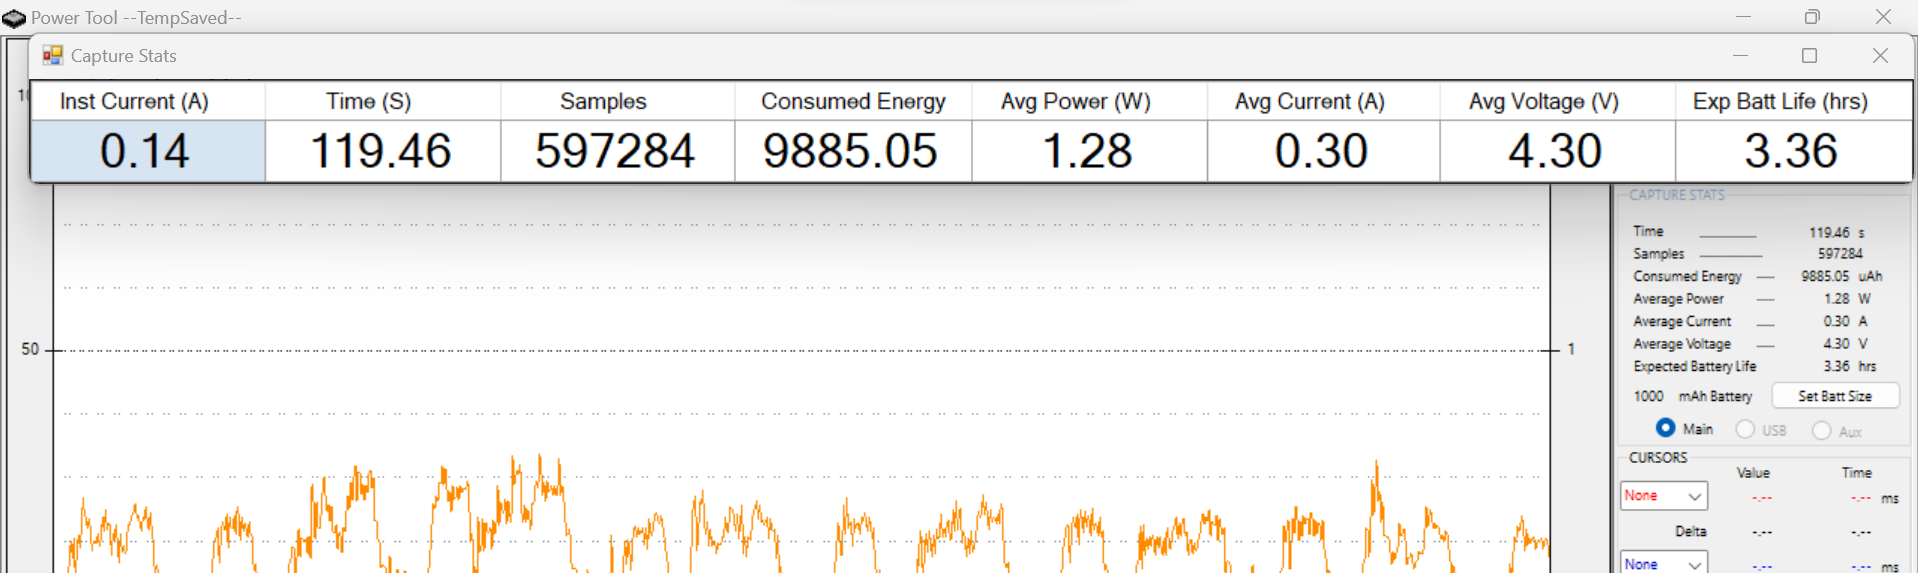 Power Tool --TempSaved--
Capture Stats
Inst Current (A) Time (S) Samples Consumed Energy Avg Power (W) Avg Current (A) Avg Voltage (V) Exp Batt Life (hrs)
0.14 119.46 597284 9885.05 1.28 0.30 4.30 3.36
CAPTURE STATS
Time 119.46 s
Samples 597284
Consumed Energy 9885.05 uAh
Average Power 1.28 W
Average Current 0.30 A
Average Voltage 4.30 V
Expected Battery Life 3.36 hrs
1000 mAh Battery Set Batt Size
Main USB Aux
50 1
CURSORS
Value Time
None -.-- -.-- ms
Delta -.-- -.--
None -.-- -.-- ms